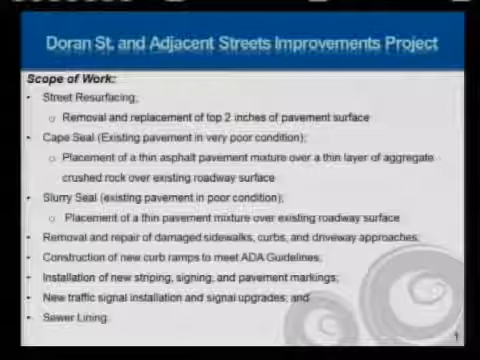 Doran St. and Adjacent Streets Improvements Project
Scope of Work:
• Street Resurfacing;
o Removal and replacement of top 2 inches of pavement surface
• Cape Seal (Existing pavement in very poor condition);
o Placement of a thin asphalt pavement mixture over a thin layer of aggregate
crushed rock over existing roadway surface
• Slurry Seal (existing pavement in poor condition);
o Placement of a thin pavement mixture over existing roadway surface
• Removal and repair of damaged sidewalks, curbs, and driveway approaches;
• Construction of new curb ramps to meet ADA Guidelines;
• Installation of new striping, signing, and pavement markings;
• New traffic signal installation and signal upgrades; and
• Sewer Lining.
1